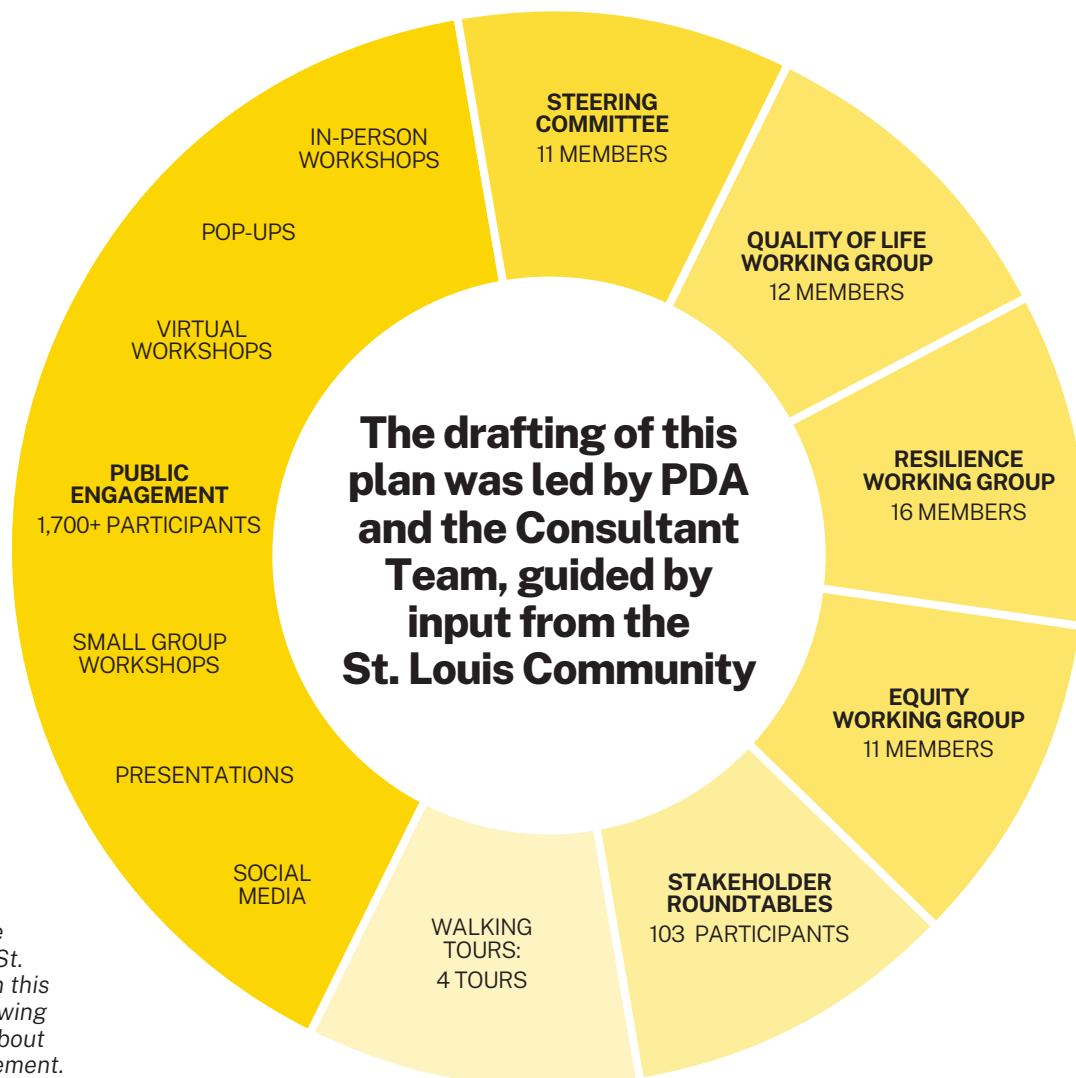 The drafting of this
plan was led by PDA
and the Consultant
Team, guided by
input from the
St. Louis Community
STEERING
COMMITTEE
11 MEMBERS
QUALITY OF LIFE
WORKING GROUP
12 MEMBERS
RESILIENCE
WORKING GROUP
16 MEMBERS
EQUITY
WORKING GROUP
11 MEMBERS
STAKEHOLDER
ROUNDTABLES
103 PARTICIPANTS
WALKING
TOURS:
4 TOURS
IN-PERSON
WORKSHOPS
POP-UPS
VIRTUAL
WORKSHOPS
PUBLIC
ENGAGEMENT
1,700+ PARTICIPANTS
SMALL GROUP
WORKSHOPS
PRESENTATIONS
SOCIAL
MEDIA
St.
this